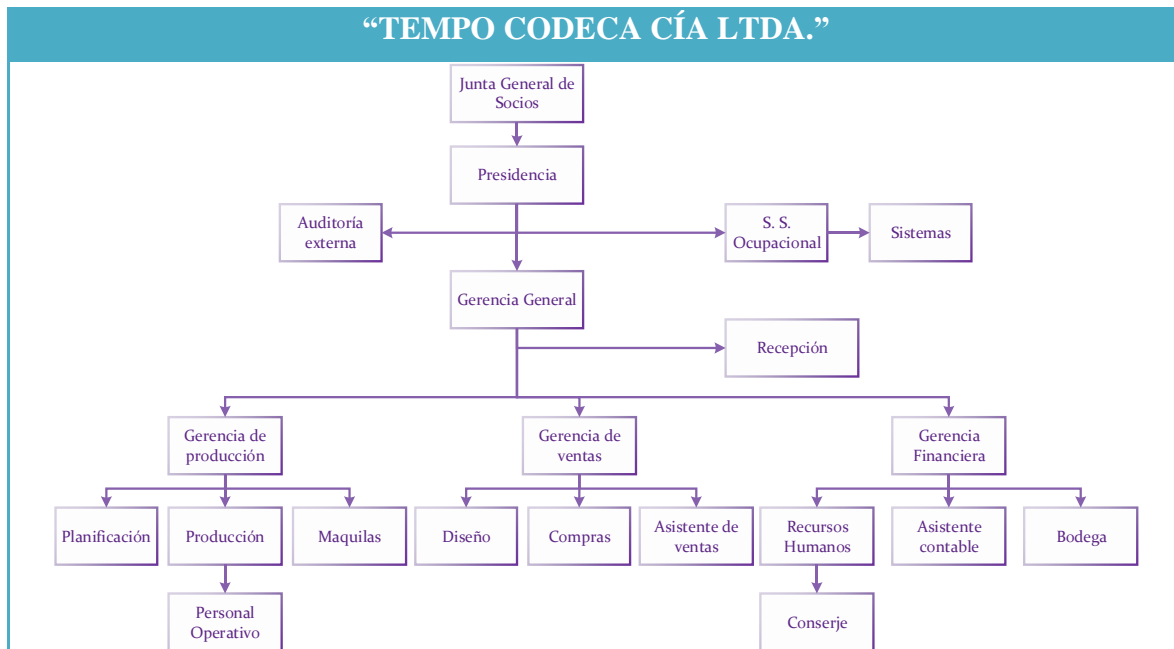 “TEMPO CODECA CÍA LTDA.”
Junta General de
Socios
Presidencia
Auditoría
externa
S. S.
Ocupacional
Sistemas
Gerencia General
Recepción
Gerencia de
producción
Gerencia de
ventas
Gerencia
Financiera
Planificación
Producción
Maquilas
Diseño
Compras
Asistente de
ventas
Recursos
Humanos
Asistente
contable
Bodega
Personal
Operativo
Conserje